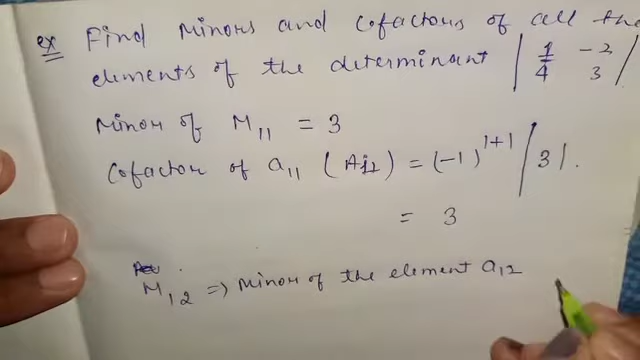 ex Find Minors and Cofactors of all the
elements of the determinant | 1 -2 |
| 4 3 |
Minor of M₁₁ = 3
Cofactor of a₁₁ (A₁₁) = (-1)¹⁺¹ |3|.
= 3
M₁₂ => Minor of the element a₁₂